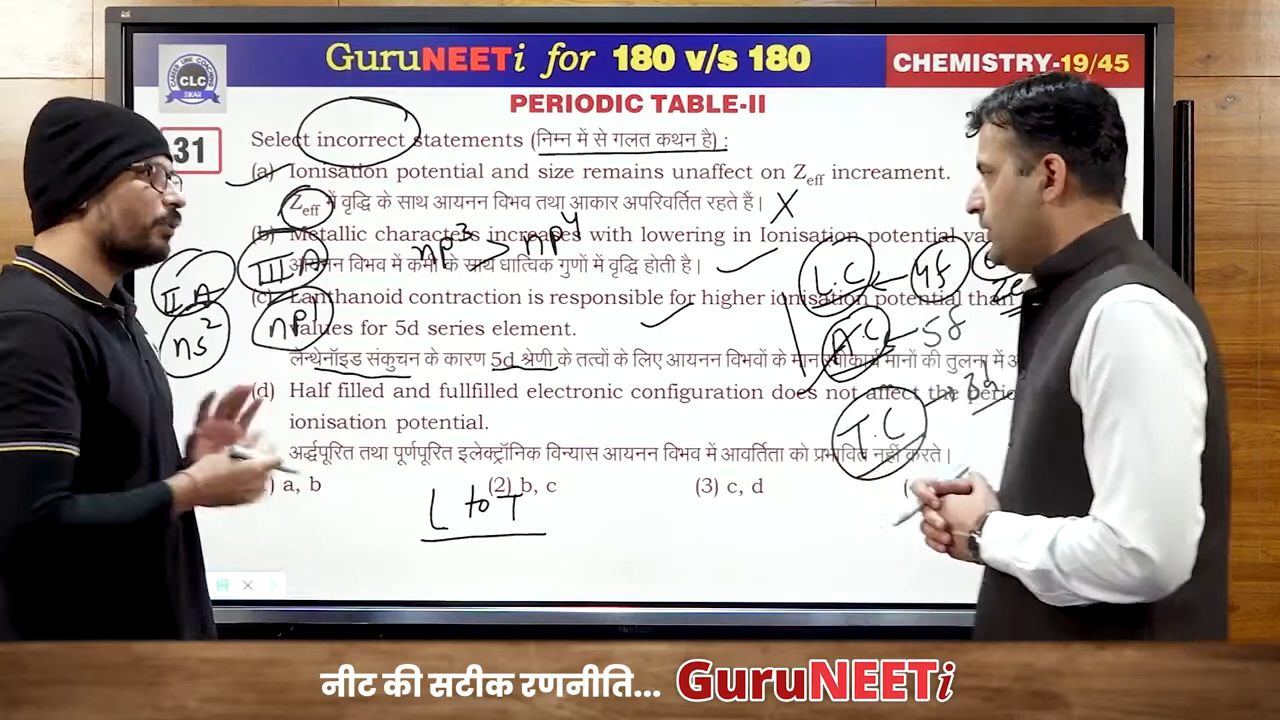 GuruNEETi for 180 v/s 180
CHEMISTRY-19/45
CLC
SIKAR
PERIODIC TABLE-II
31
Select incorrect statements (निम्न में से गलत कथन है) :
(a) Ionisation potential and size remains unaffect on Zeff increament.
Zeff में वृद्धि के साथ आयनन विभव तथा आकार अपरिवर्तित रहते है। X
(b) Metallic characters increases with lowering in Ionisation potential
np³ > np⁴
आयनन विभव में कमी के साथ धात्विक गुणों में वृद्धि होती है।
II A
III
L.C 4f
(c) Lanthanoid contraction is responsible for higher ionisation potential than
values for 5d series element.
ns²
np¹
A.C 5f
लेन्थेनॉइड संकुचन के कारण 5d श्रेणी के तत्वों के लिए आयनन विभवों के मान स्वीकार्य मानों की तुलना में
(d) Half filled and fullfilled electronic configuration does not affect the
ionisation potential.
T.C 3d
अर्द्धपूरित तथा पूर्णपूरित इलेक्ट्रॉनिक विन्यास आयनन विभव में आवर्तिता को प्रभावित नहीं करते।
a, b (2) b, c (3) c, d
L to T
नीट की सटीक रणनीति... GuruNEETi